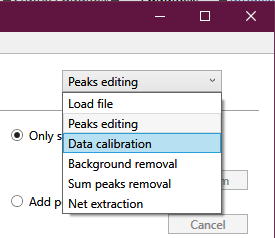 Peaks editing
Load file
Peaks editing
Only
Data calibration
Background removal
Sum peaks removal
Add
Net extraction
Cancel